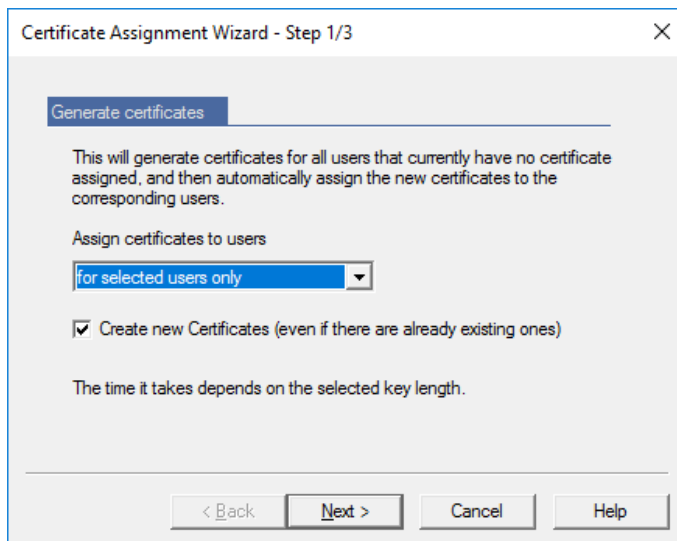 Certificate Assignment Wizard - Step 1/3
Generate certificates
This will generate certificates for all users that currently have no certificate
assigned, and then automatically assign the new certificates to the
corresponding users.
Assign certificates to users
for selected users only
Create new Certificates (even if there are already existing ones)
The time it takes depends on the selected key length.
< Back
Next >
Cancel
Help